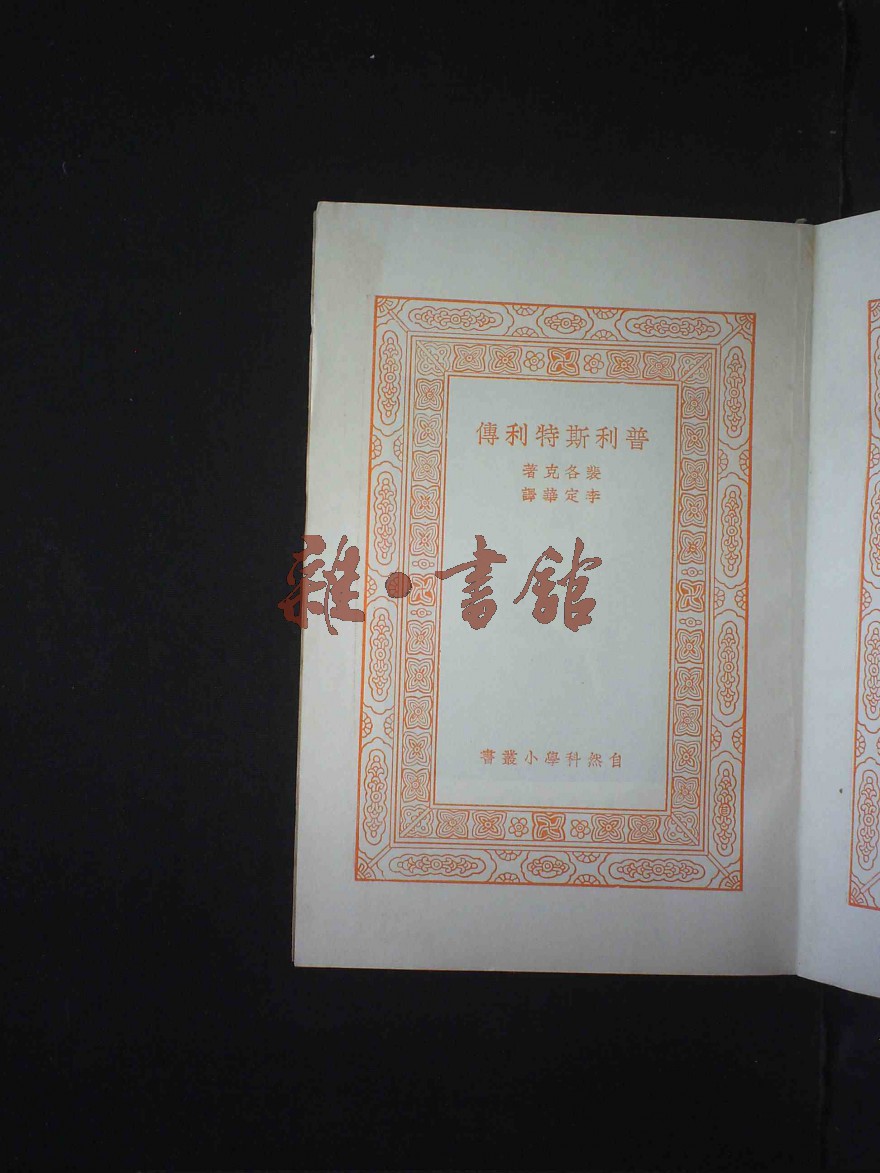 普利斯特利傳
裴各克著
李定華譯
雜·書館
自然科學小叢書